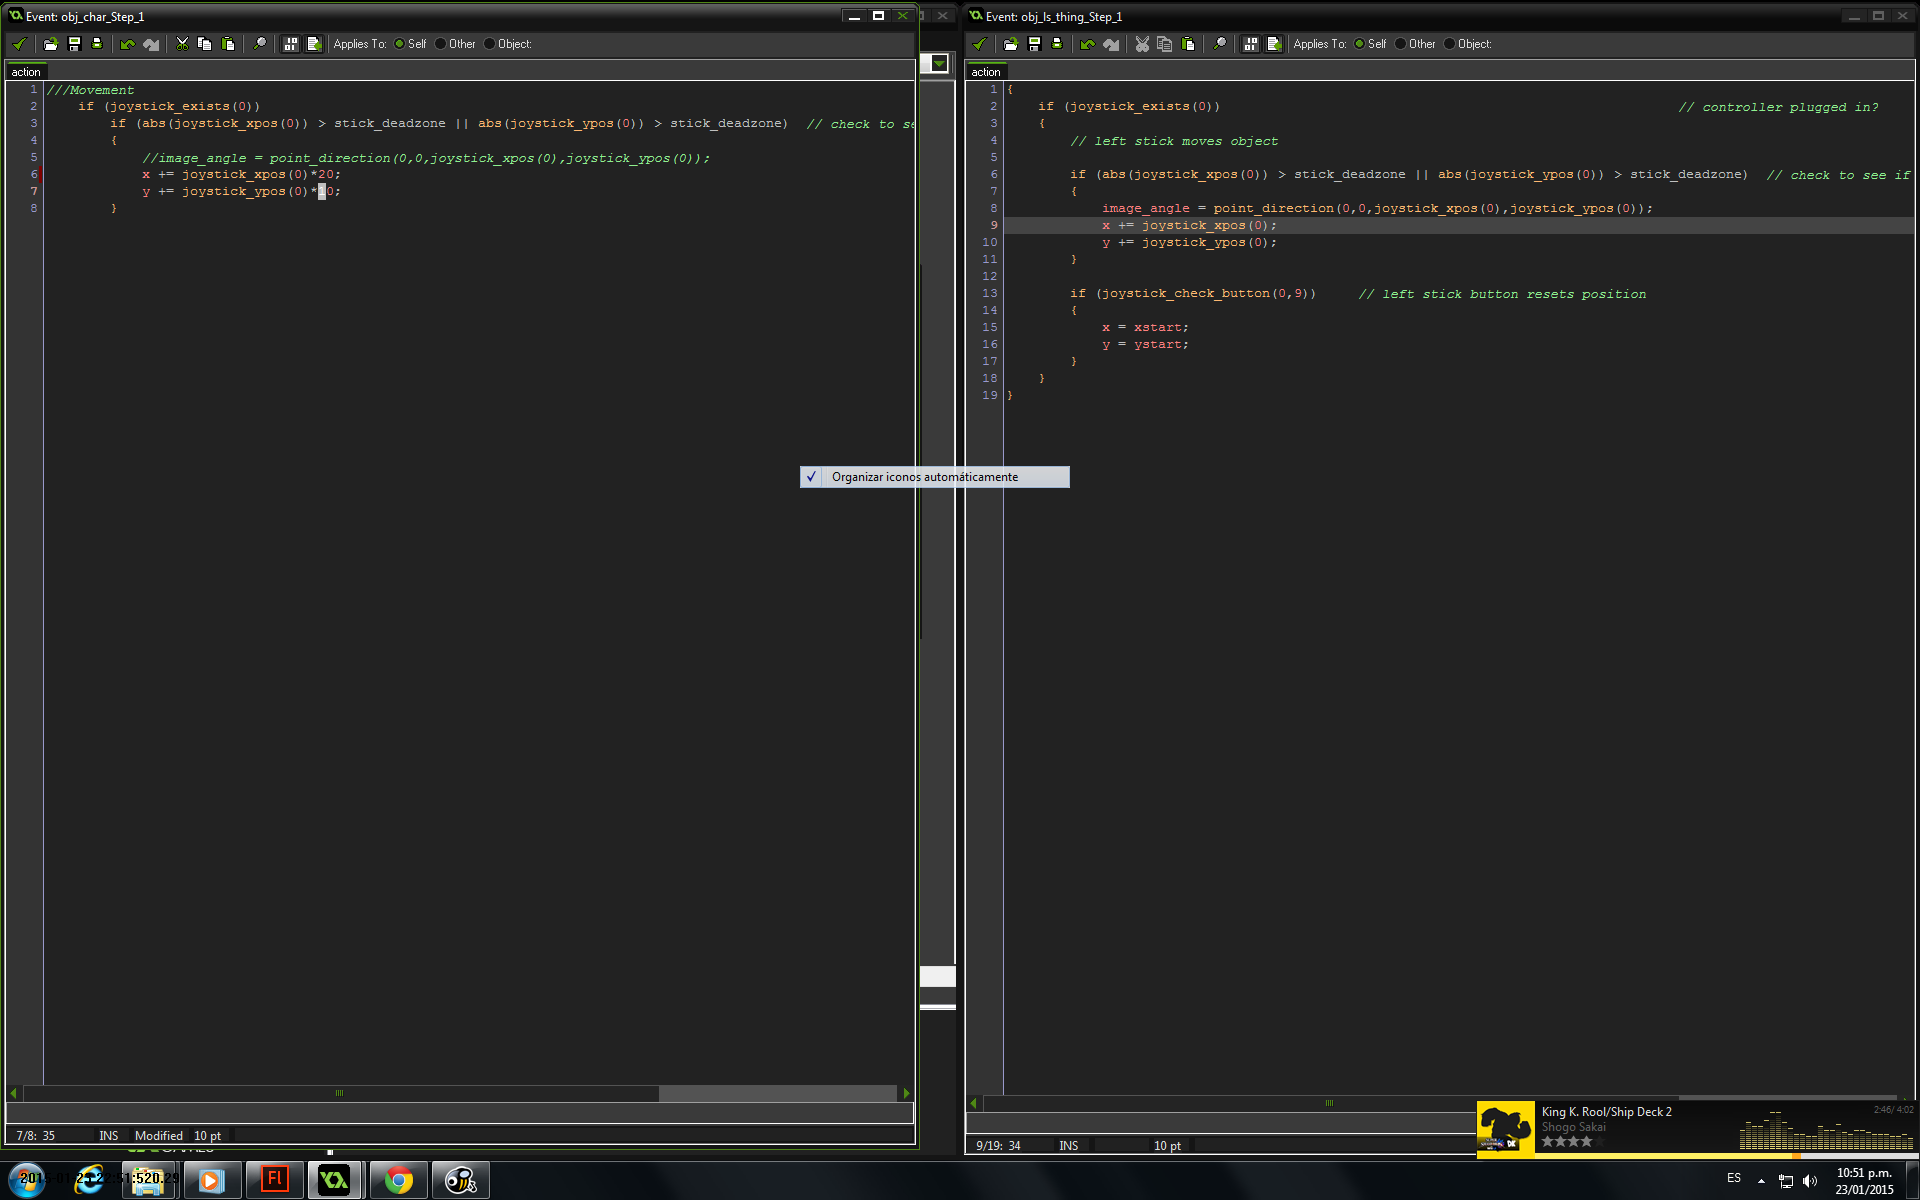 Event: obj_char_Step_1
Applies To: Self Other Object:
action
1 ///Movement
2 if (joystick_exists(0))
3 if (abs(joystick_xpos(0)) > stick_deadzone || abs(joystick_ypos(0)) > stick_deadzone) // check to se
4 {
5 //image_angle = point_direction(0,0,joystick_xpos(0),joystick_ypos(0));
6 x += joystick_xpos(0)*20;
7 y += joystick_ypos(0)*10;
8 }
7/8: 35 INS Modified 10 pt
Event: obj_ls_thing_Step_1
Applies To: Self Other Object:
action
1 {
2 if (joystick_exists(0)) // controller plugged in?
3 {
4 // left stick moves object
5
6 if (abs(joystick_xpos(0)) > stick_deadzone || abs(joystick_ypos(0)) > stick_deadzone) // check to see if
7 {
8 image_angle = point_direction(0,0,joystick_xpos(0),joystick_ypos(0));
9 x += joystick_xpos(0);
10 y += joystick_ypos(0);
11 }
12
13 if (joystick_check_button(0,9)) // left stick button resets position
14 {
15 x = xstart;
16 y = ystart;
17 }
18 }
19 }
9/19: 34 INS 10 pt
Organizar iconos automáticamente
King K. Rool/Ship Deck 2
2:46/ 4:02
Shogo Sakai
Fl
ES
10:51 p.m.
23/01/2015